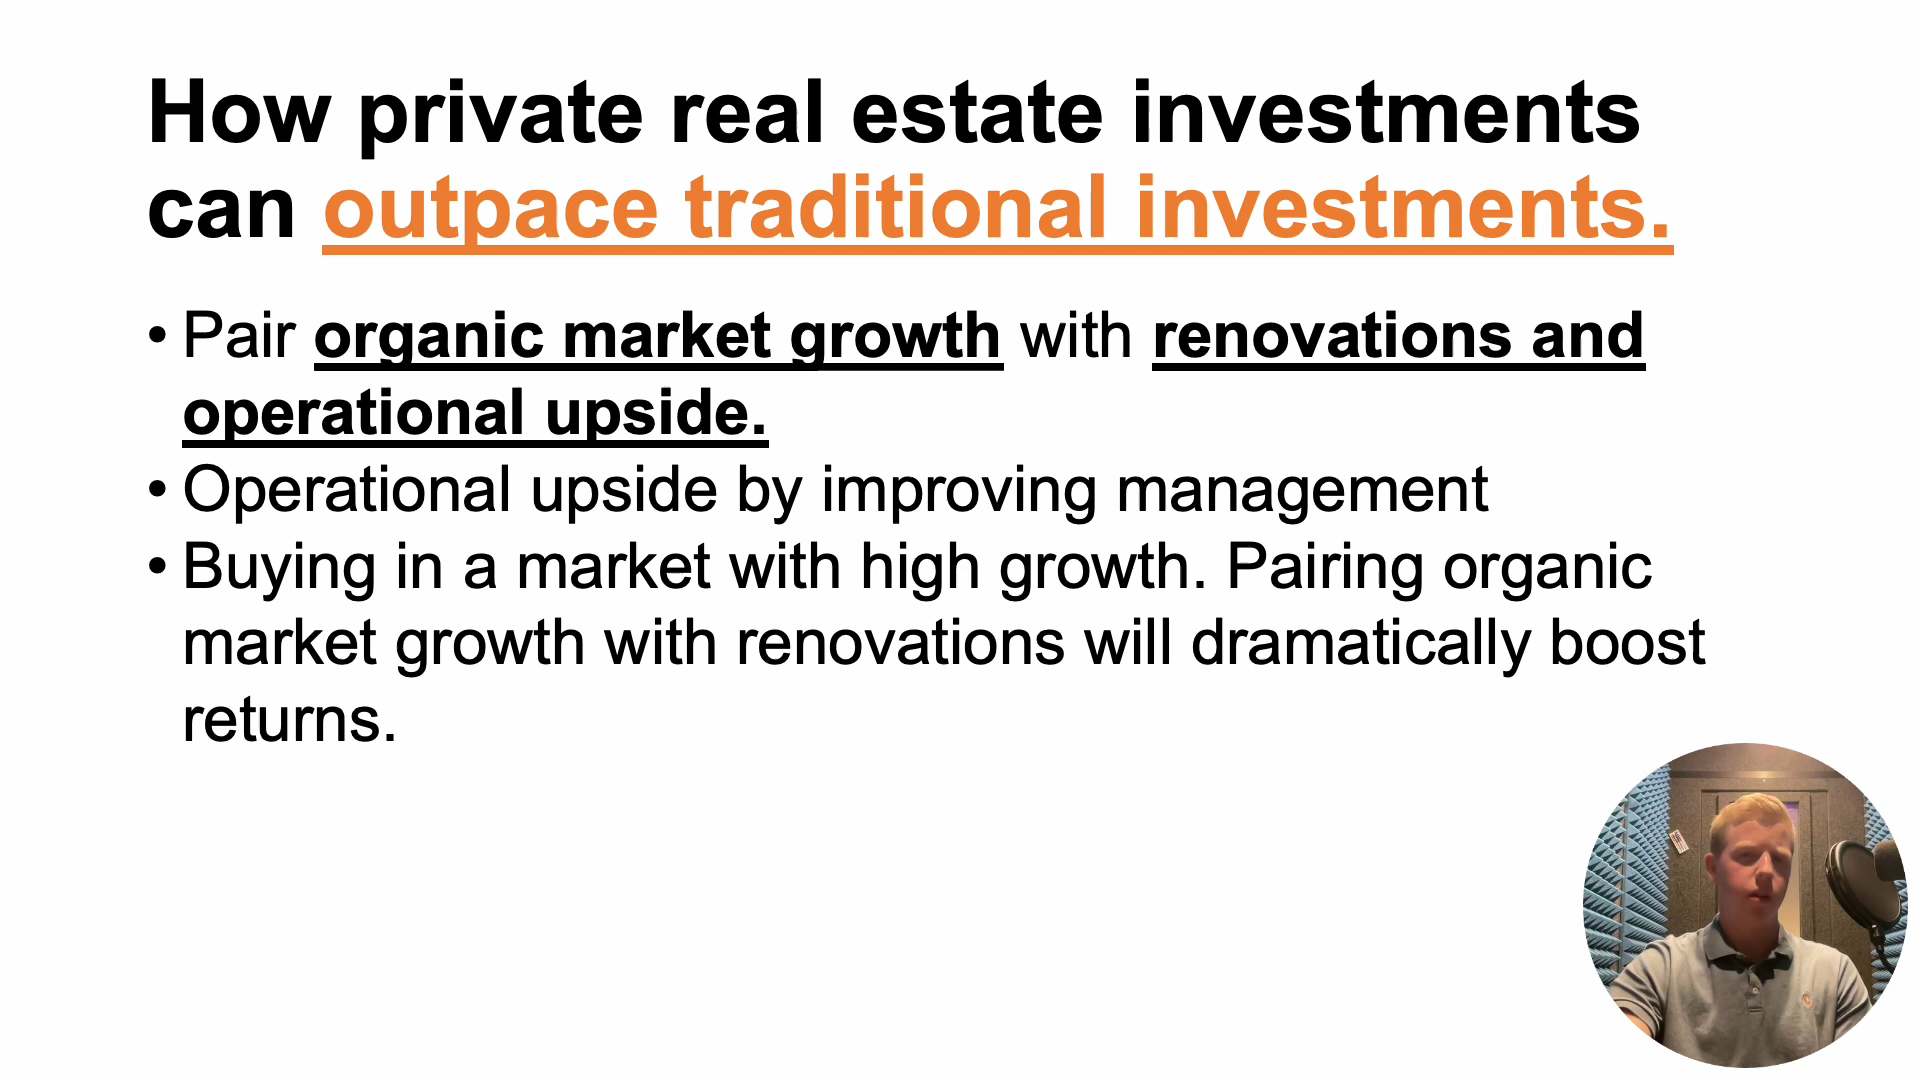 How private real estate investments
can outpace traditional investments.
• Pair organic market growth with renovations and
operational upside.
• Operational upside by improving management
• Buying in a market with high growth. Pairing organic
market growth with renovations will dramatically boost
returns.